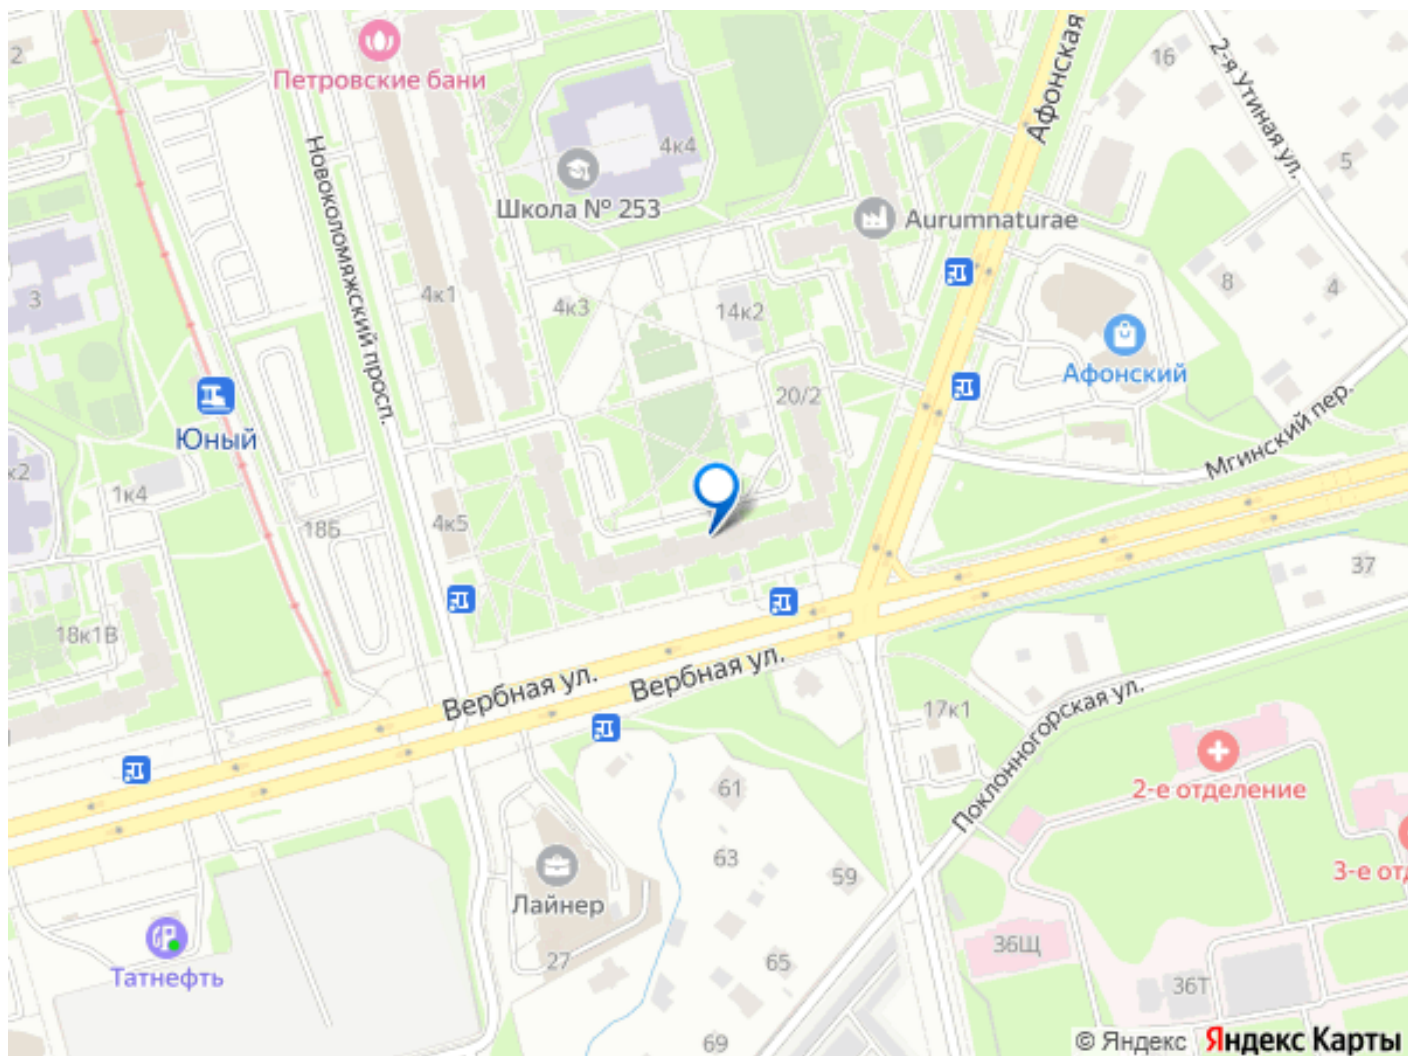 2
Петровские бани
16
2-я Утиная ул.
Афонская
Новоколомяжский просп.
4к4
5
Школа № 253
Aurumnaturae
3
4к1
4к3
14к2
8
4
Афонский
20/2
Юный
Мгинский пер.
к2
1к4
18Б
4к5
37
18к1В
Вербная ул.
Вербная ул.
17к1
Поклонногорская ул.
61
2-е отделение
63
59
3-е отд
Лайнер
36Щ
Татнефть
27
65
36Т
69
© Яндекс Яндекс Карты